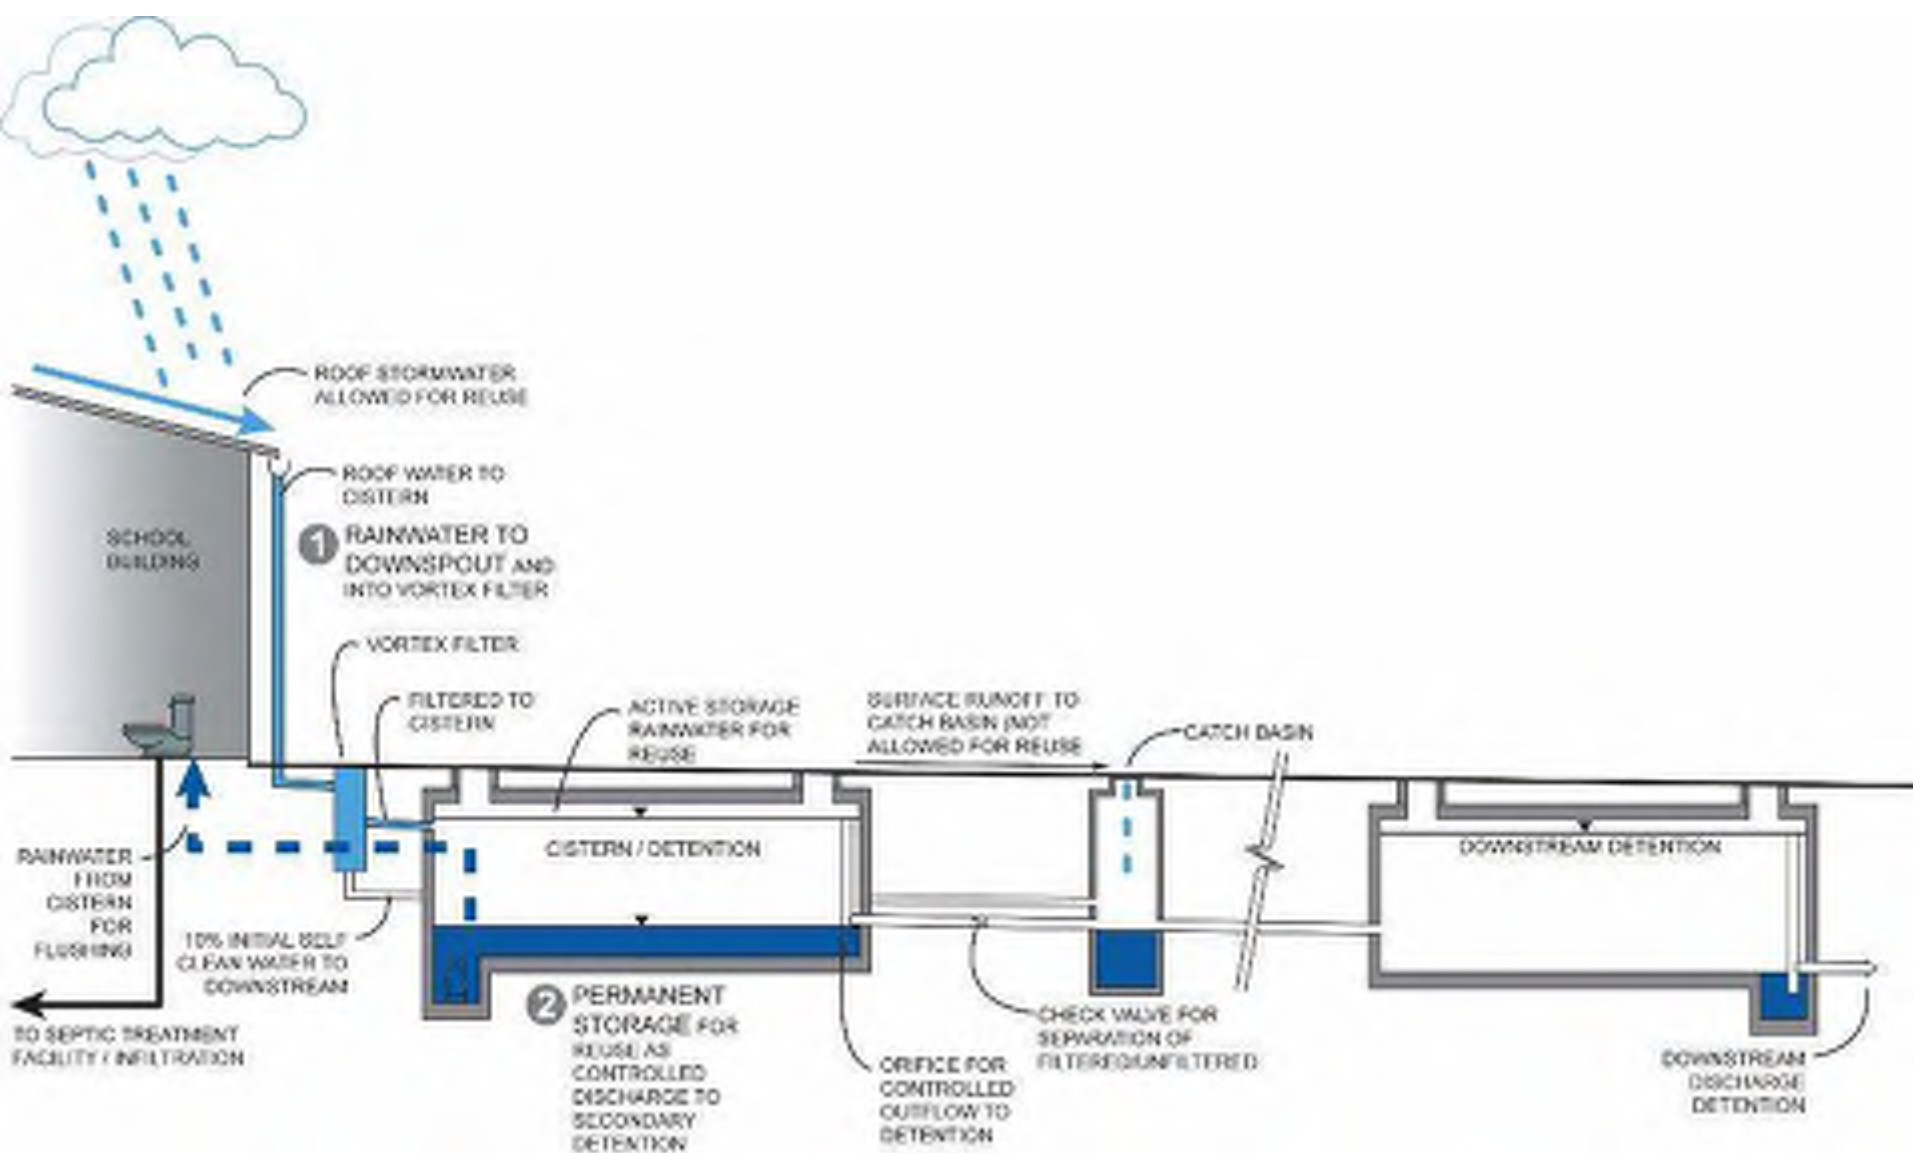 ROOF STORMWATER
ALLOWED FOR REUSE
ROOF WATER TO
CISTERN
1 RAINWATER TO
DOWNSPOUT AND
INTO VORTEX FILTER
SCHOOL
BUILDING
VORTEX FILTER
FILTERED TO
CISTERN
ACTIVE STORAGE
RAINWATER FOR
REUSE
SURFACE RUNOFF TO
CATCH BASIN (NOT
ALLOWED FOR REUSE
CATCH BASIN
CISTERN / DETENTION
DOWNSTREAM DETENTION
RAINWATER
FROM
CISTERN
FOR
FLUSHING
10% INITIAL SELF
CLEAN WATER TO
DOWNSTREAM
TO SEPTIC TREATMENT
FACILITY / INFILTRATION
2 PERMANENT
STORAGE FOR
REUSE AS
CONTROLLED
DISCHARGE TO
SECONDARY
DETENTION
ORIFICE FOR
CONTROLLED
OUTFLOW TO
DETENTION
CHECK VALVE FOR
SEPARATION OF
FILTERED/UNFILTERED
DOWNSTREAM
DISCHARGE
DETENTION